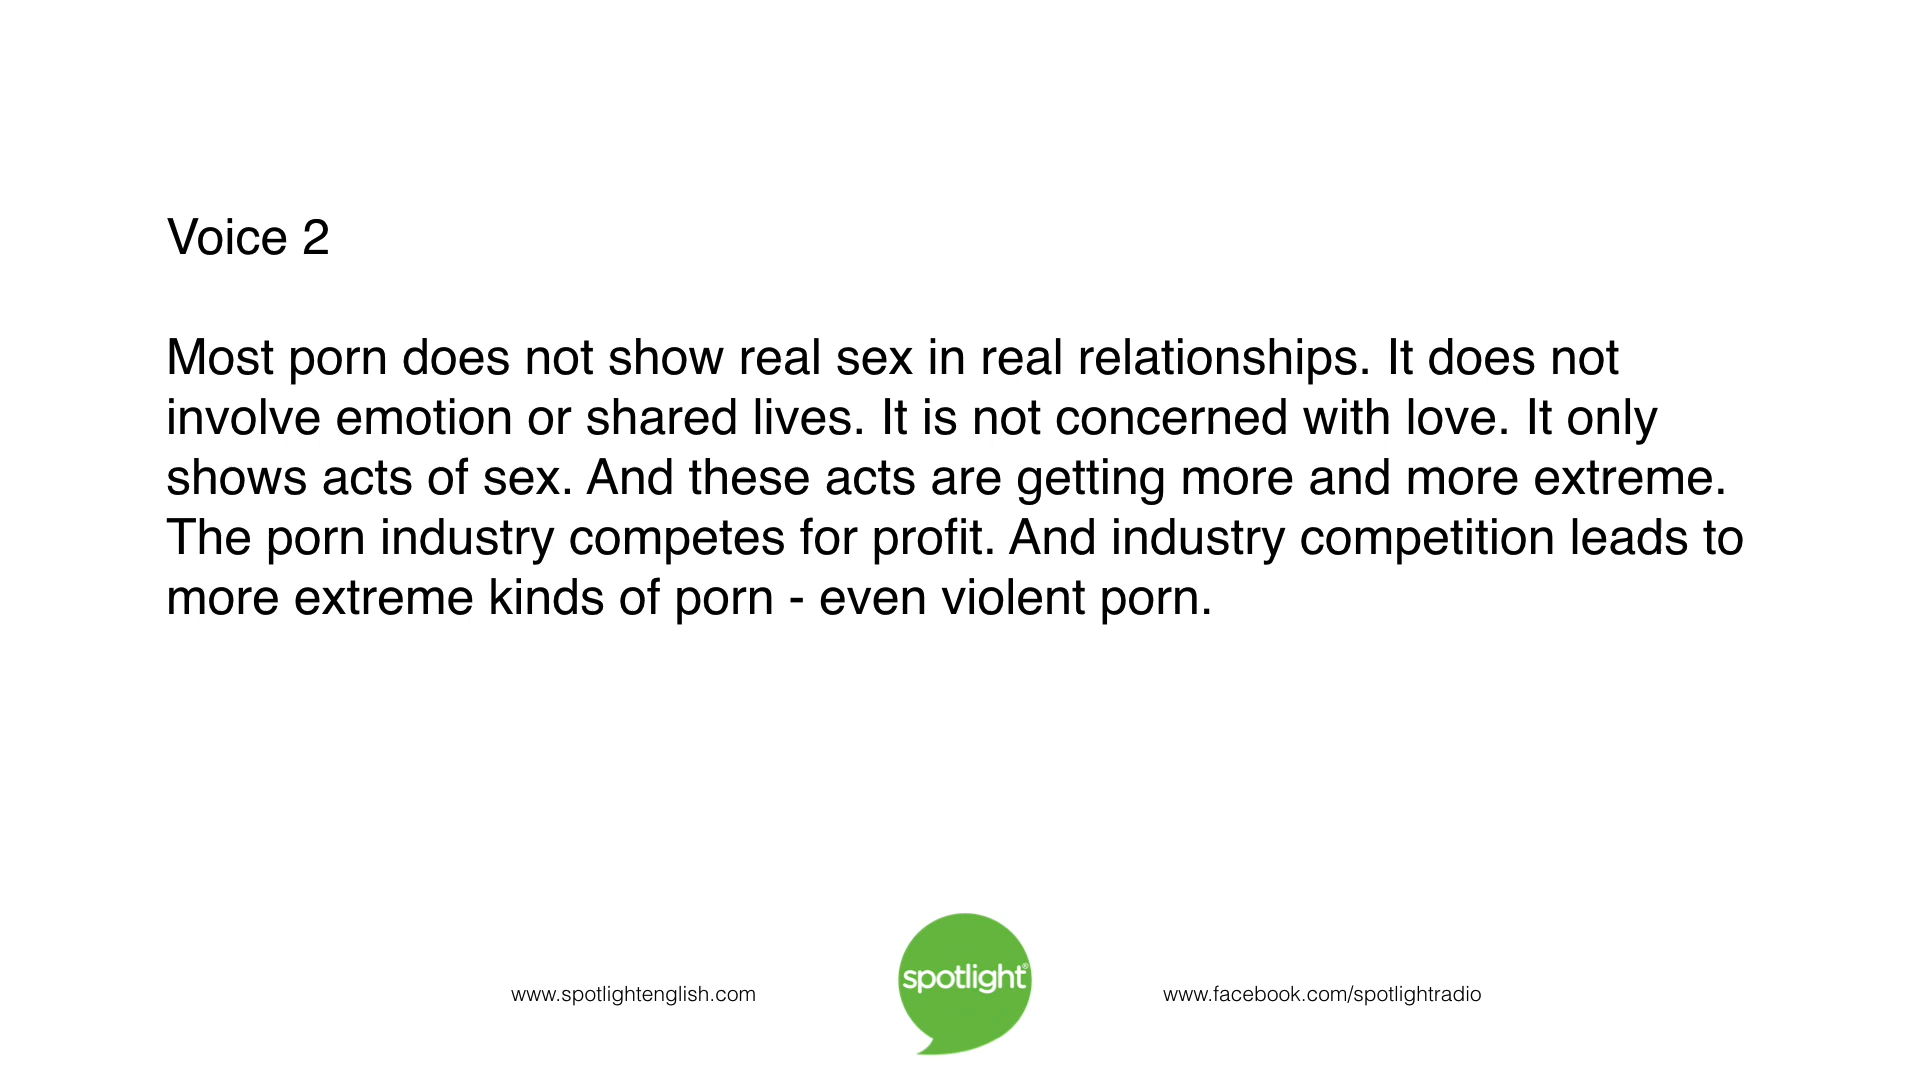 Voice 2
Most porn does not show real sex in real relationships. It does not
involve emotion or shared lives. It is not concerned with love. It only
shows acts of sex. And these acts are getting more and more extreme.
The porn industry competes for profit. And industry competition leads to
more extreme kinds of porn - even violent porn.
www.spotlightenglish.com
spotlight®
www.facebook.com/spotlightradio